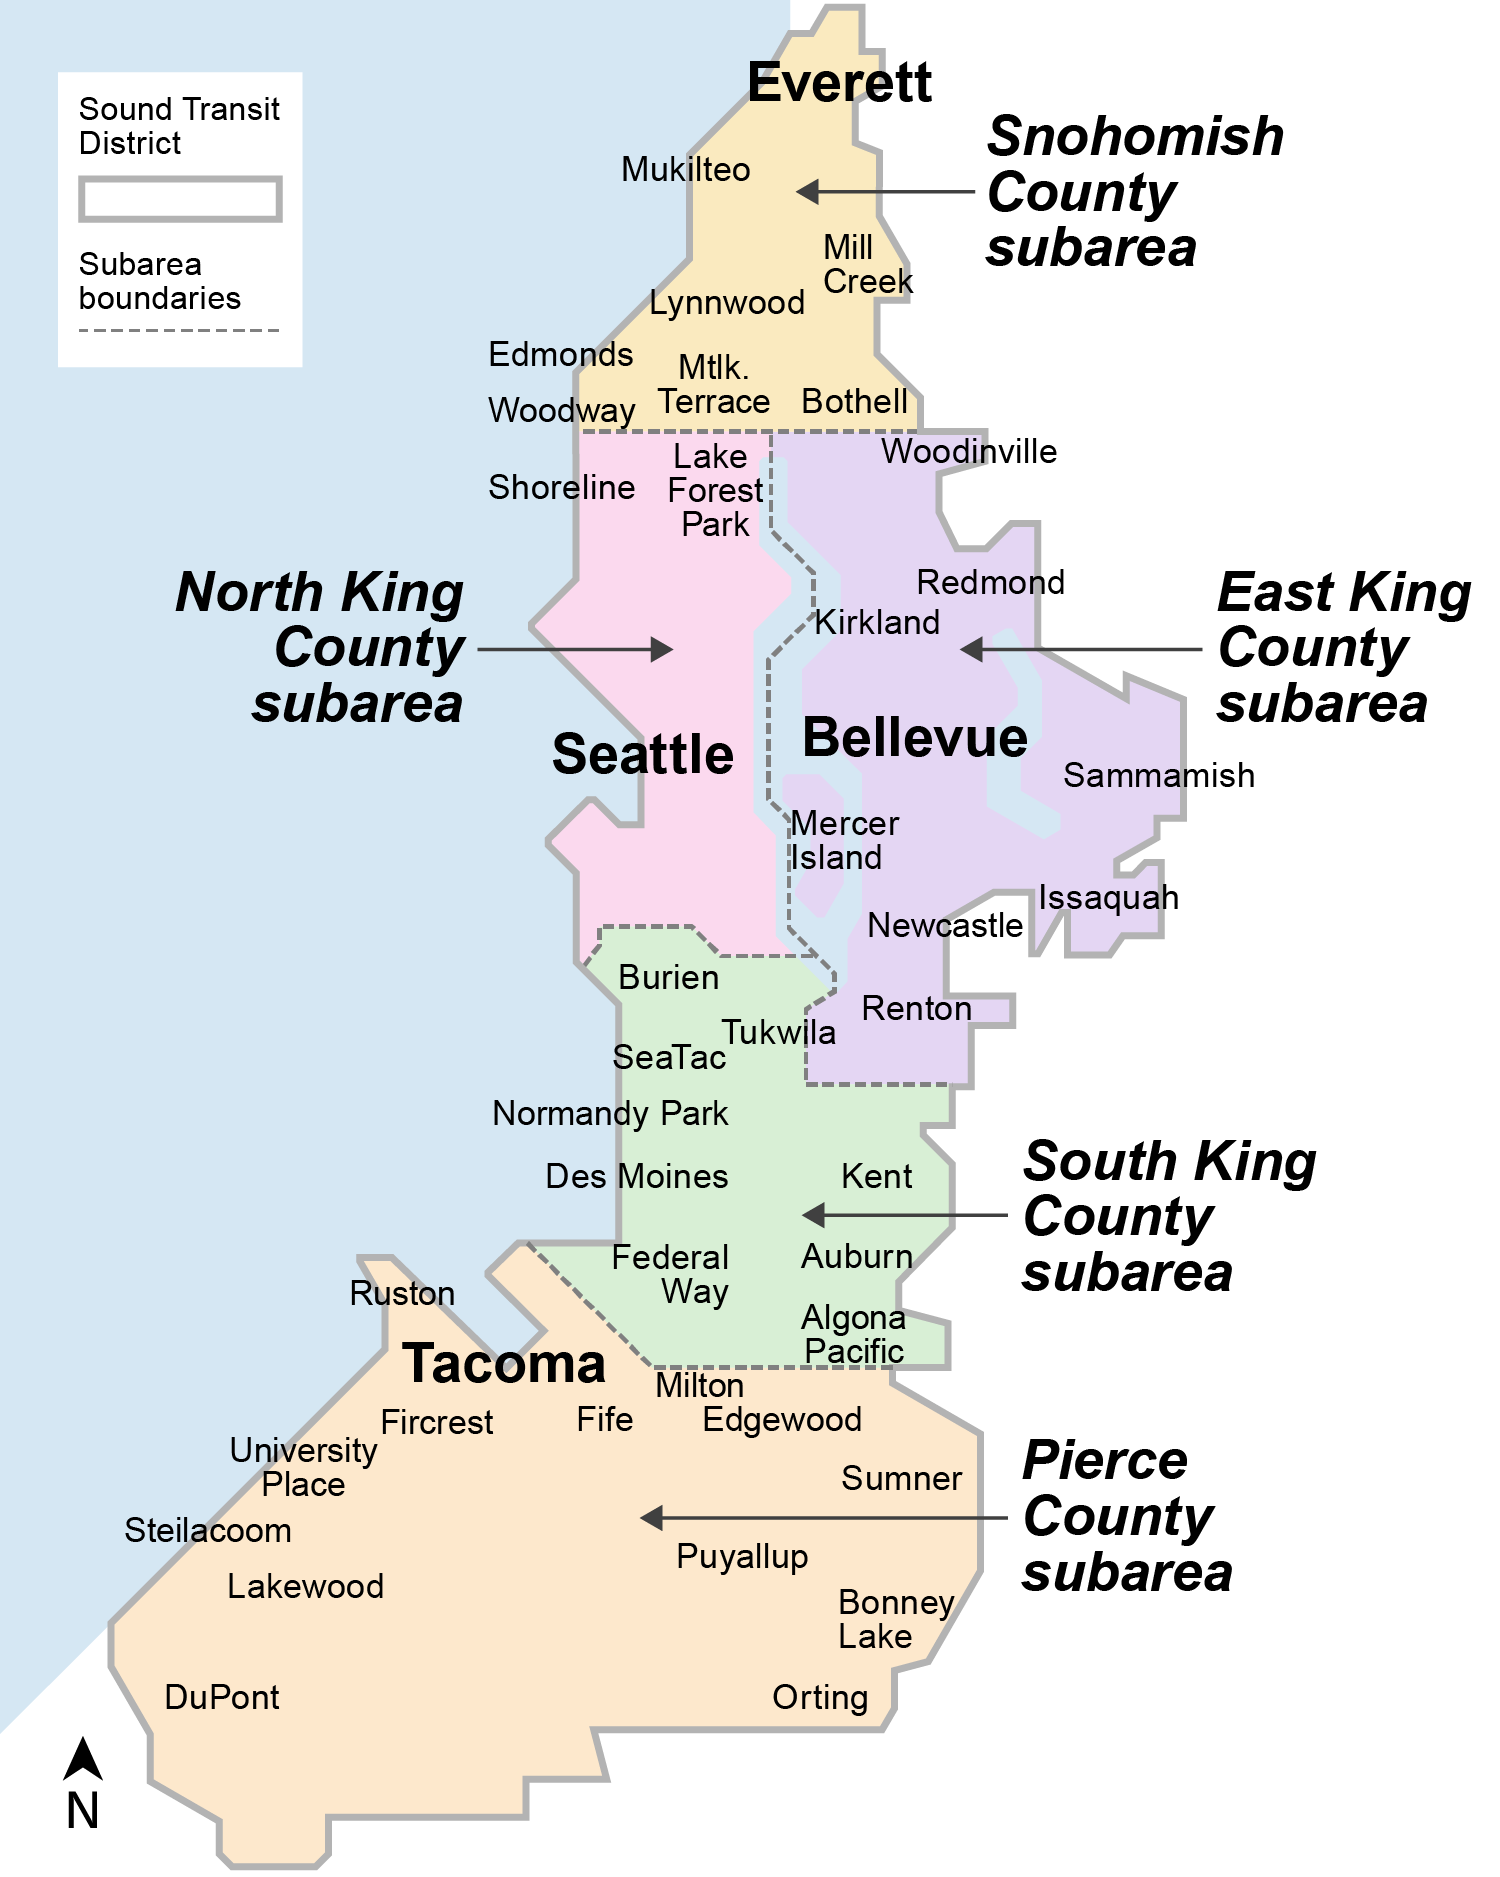 Sound Transit
District
Subarea
boundaries
Everett
Snohomish
County
subarea
Mukilteo
Mill
Creek
Lynnwood
Edmonds
Mtlk.
Terrace
Bothell
Woodway
Woodinville
Lake
Forest
Park
Shoreline
North King
County
subarea
Redmond
Kirkland
East King
County
subarea
Seattle
Bellevue
Sammamish
Mercer
Island
Issaquah
Newcastle
Burien
Renton
Tukwila
SeaTac
Normandy Park
Des Moines
Kent
South King
County
subarea
Federal
Way
Auburn
Algona
Pacific
Ruston
Tacoma
Milton
Fircrest
Fife
Edgewood
University
Place
Sumner
Pierce
County
subarea
Steilacoom
Puyallup
Lakewood
Bonney
Lake
DuPont
Orting
N